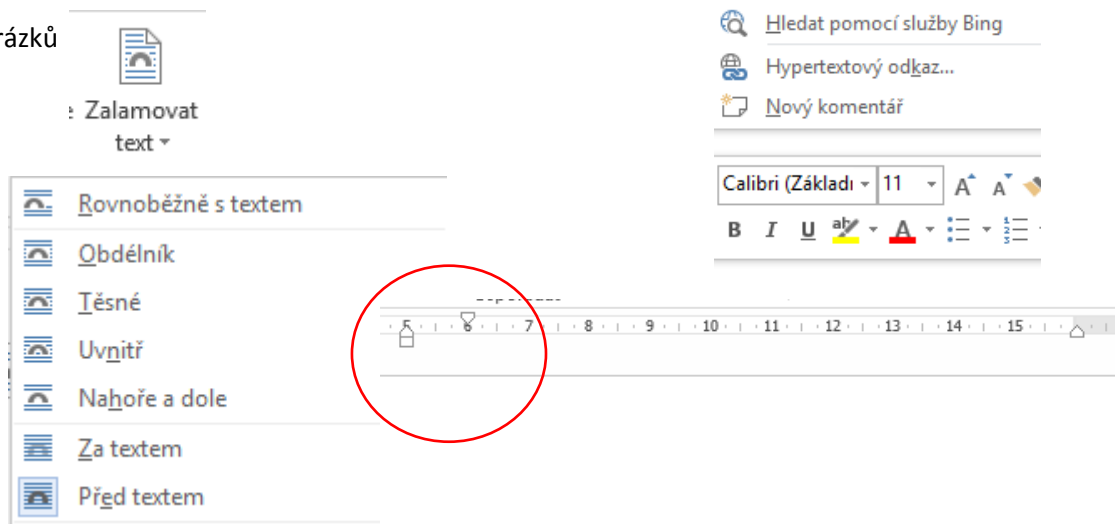 rázků
Zalamovat
text
Rovnoběžně s textem
Obdélník
Těsné
Uvnitř
Nahoře a dole
Za textem
Před textem
Hledat pomocí služby Bing
Hypertextový odkaz...
Nový komentář
Calibri (Základ 11 A A
B I U ab A
5 6 7 8 9 10 11 12 13 14 15